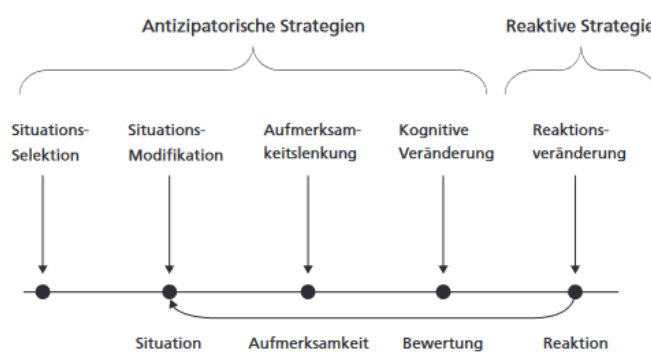 Antizipatorische Strategien
Reaktive Strategie
Situations-
Selektion
Situations-
Modifikation
Aufmerksam-
keitslenkung
Kognitive
Veränderung
Reaktions-
veränderung
Situation
Aufmerksamkeit
Bewertung
Reaktion